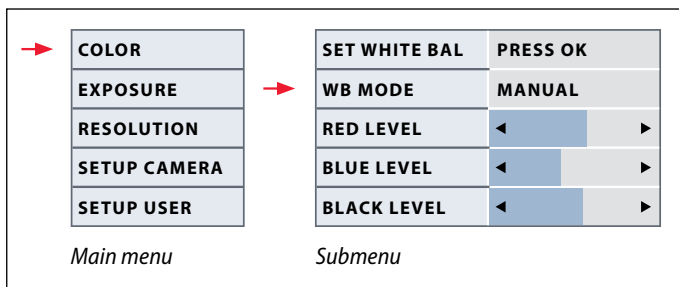 COLOR
EXPOSURE
RESOLUTION
SETUP CAMERA
SETUP USER
Main menu
SET WHITE BAL PRESS OK
WB MODE MANUAL
RED LEVEL
BLUE LEVEL
BLACK LEVEL
Submenu